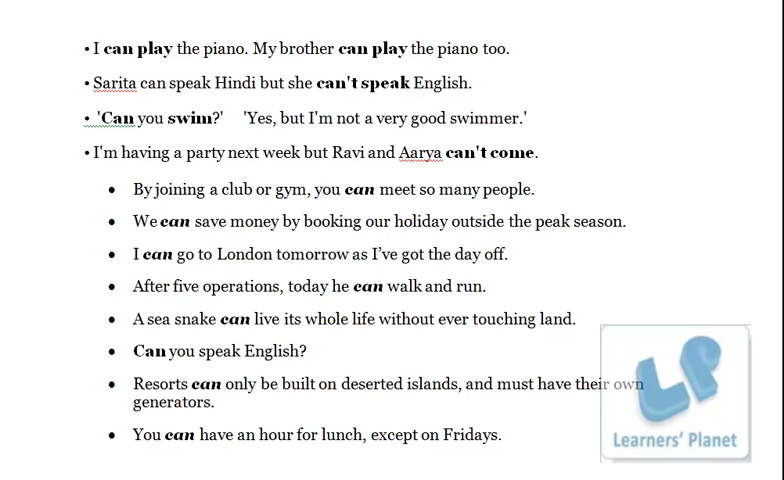 • I can play the piano. My brother can play the piano too.
• Sarita can speak Hindi but she can't speak English.
• 'Can you swim?' 'Yes, but I'm not a very good swimmer.'
• I'm having a party next week but Ravi and Aarya can't come.
• By joining a club or gym, you can meet so many people.
• We can save money by booking our holiday outside the peak season.
• I can go to London tomorrow as I've got the day off.
• After five operations, today he can walk and run.
• A sea snake can live its whole life without ever touching land.
• Can you speak English?
• Resorts can only be built on deserted islands, and must have their own
generators.
• You can have an hour for lunch, except on Fridays.
LP
Learners' Planet